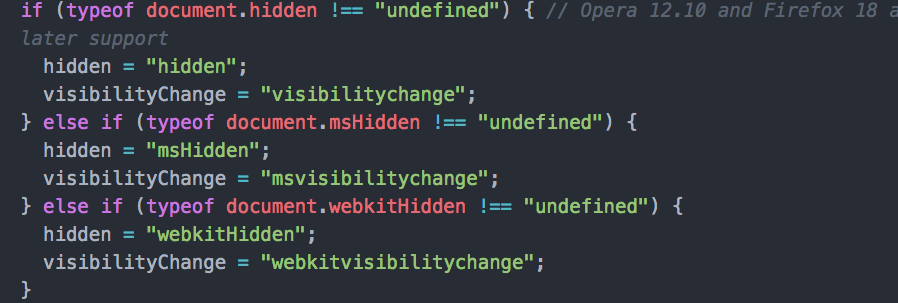 if (typeof document.hidden !== "undefined") { // Opera 12.10 and Firefox 18 a
later support
  hidden = "hidden";
  visibilityChange = "visibilitychange";
} else if (typeof document.msHidden !== "undefined") {
  hidden = "msHidden";
  visibilityChange = "msvisibilitychange";
} else if (typeof document.webkitHidden !== "undefined") {
  hidden = "webkitHidden";
  visibilityChange = "webkitvisibilitychange";
}